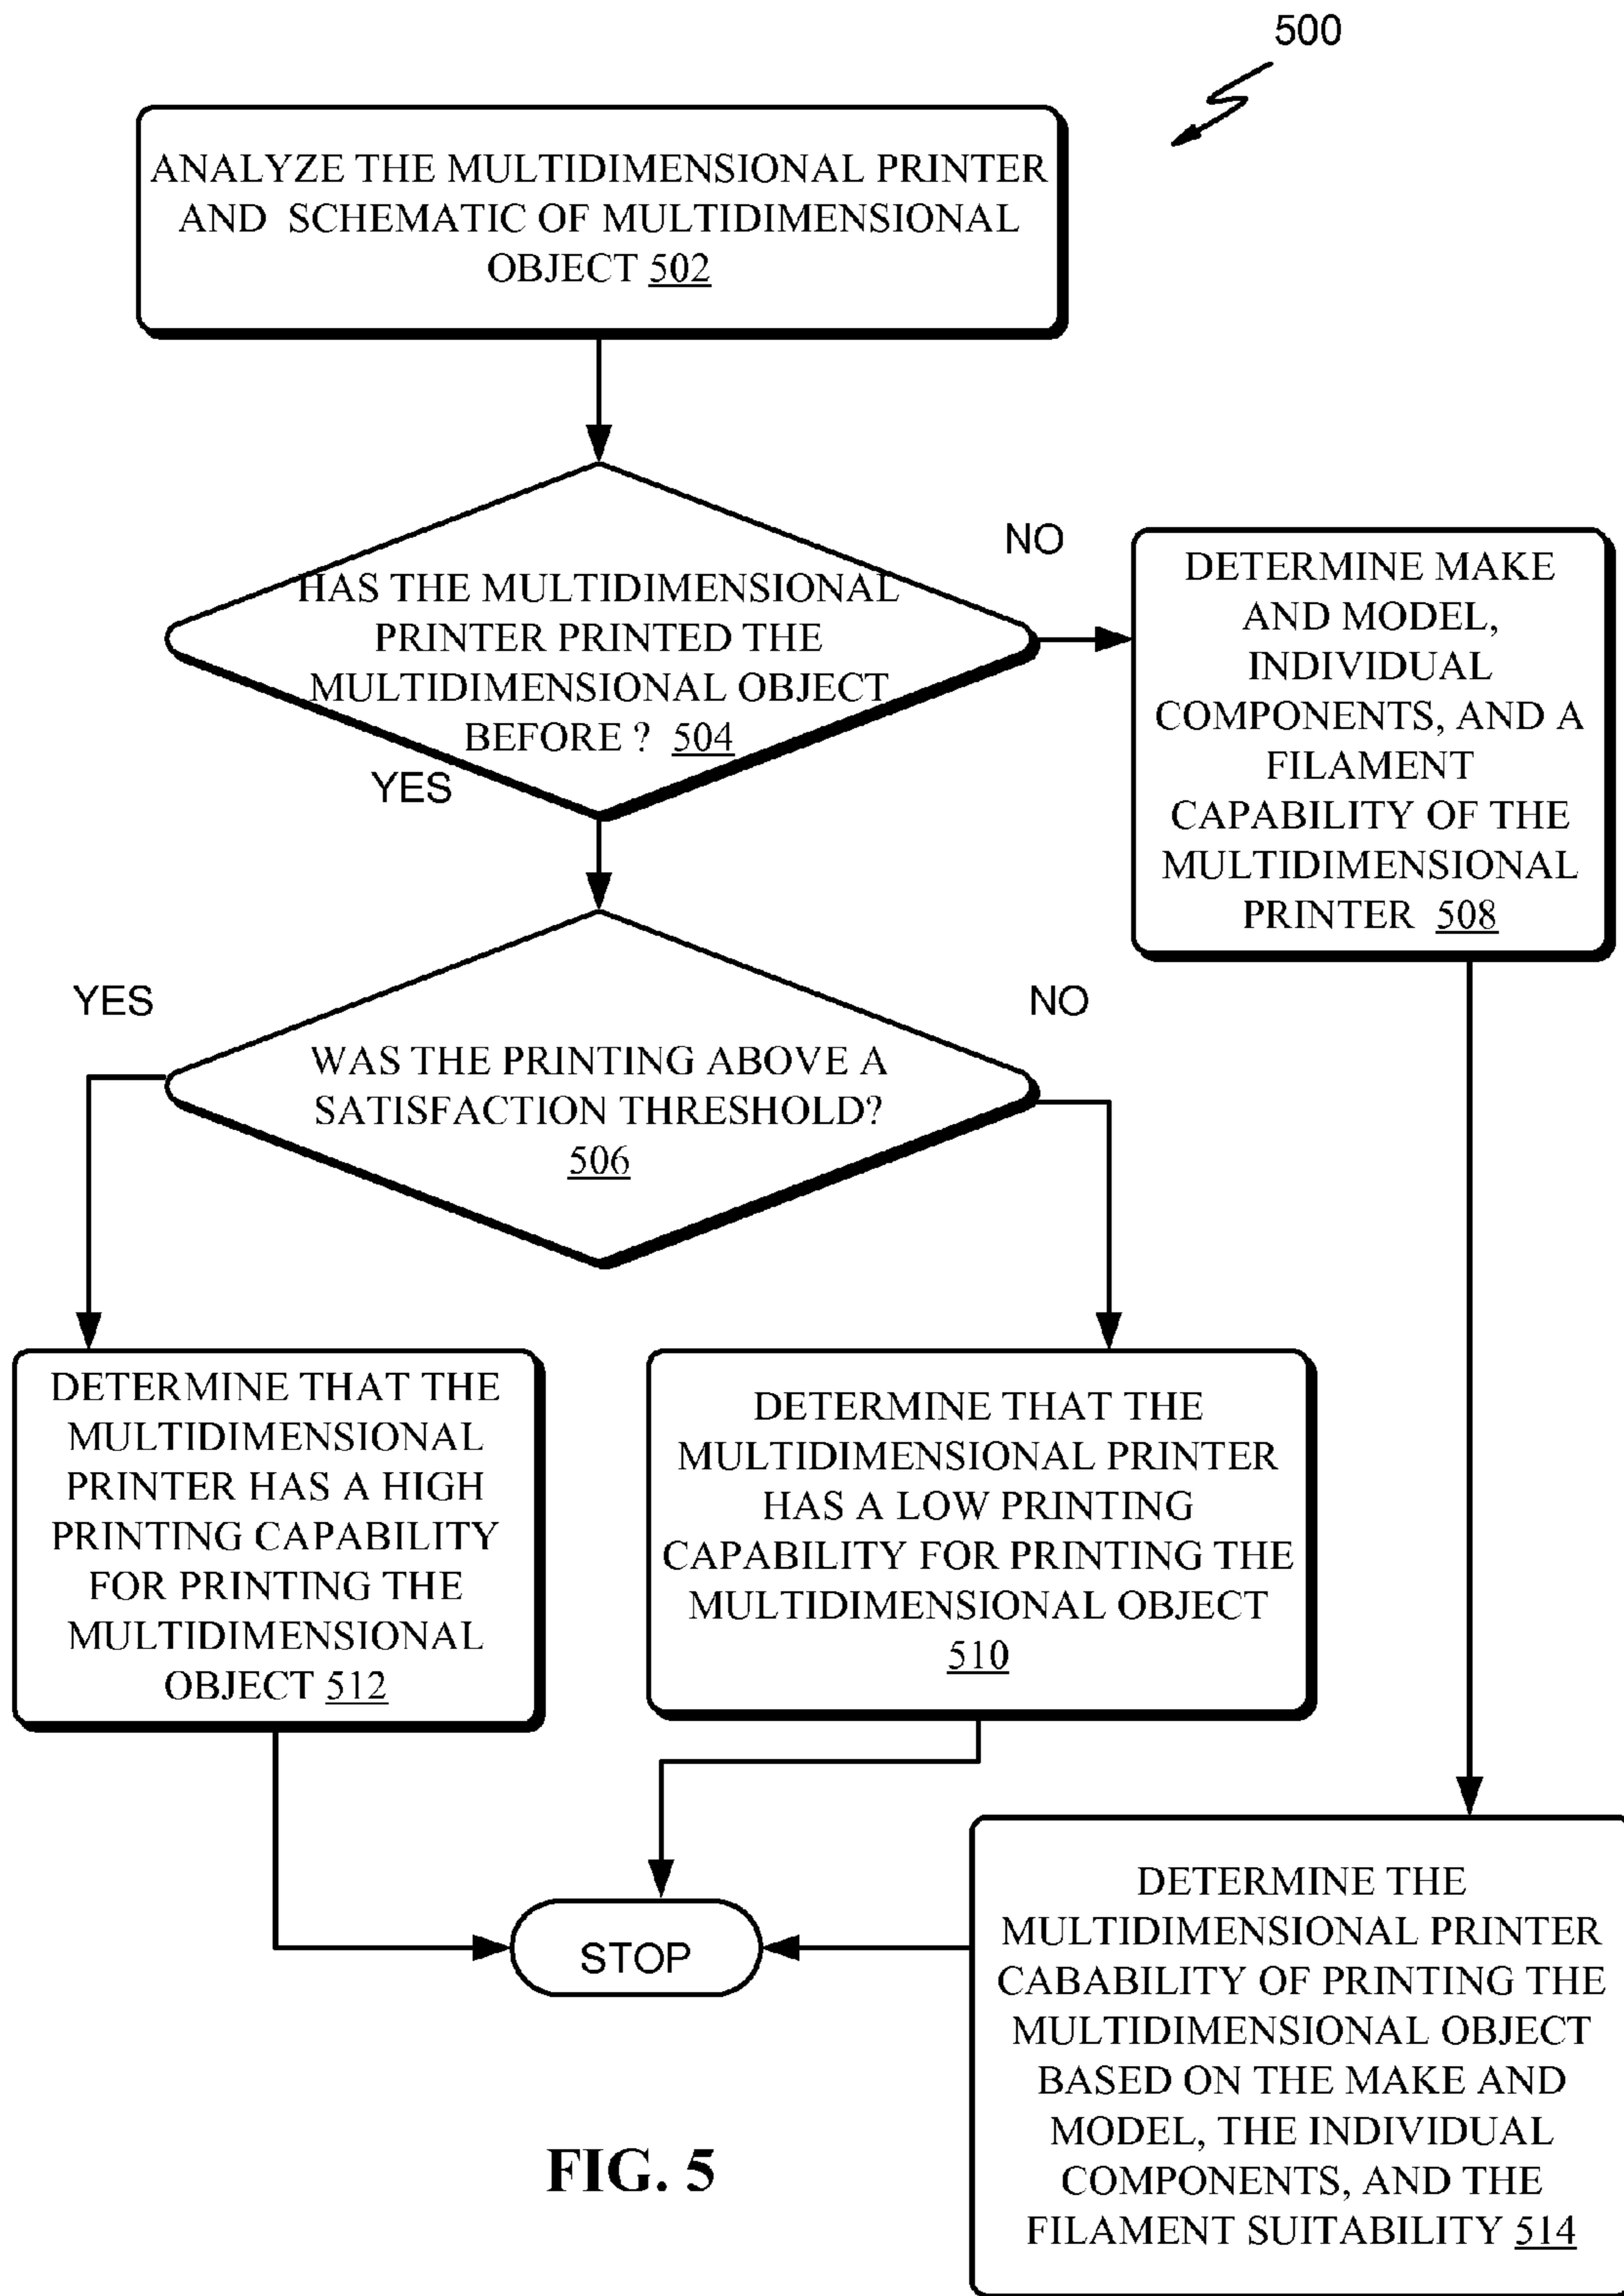 500
ANALYZE THE MULTIDIMENSIONAL PRINTER
AND SCHEMATIC OF MULTIDIMENSIONAL
OBJECT 502
HAS THE MULTIDIMENSIONAL
PRINTER PRINTED THE
MULTIDIMENSIONAL OBJECT
BEFORE ? 504
NO
YES
DETERMINE MAKE
AND MODEL,
INDIVIDUAL
COMPONENTS, AND A
FILAMENT
CAPABILITY OF THE
MULTIDIMENSIONAL
PRINTER 508
YES
NO
WAS THE PRINTING ABOVE A
SATISFACTION THRESHOLD?
506
DETERMINE THAT THE
MULTIDIMENSIONAL
PRINTER HAS A HIGH
PRINTING CAPABILITY
FOR PRINTING THE
MULTIDIMENSIONAL
OBJECT 512
DETERMINE THAT THE
MULTIDIMENSIONAL PRINTER
HAS A LOW PRINTING
CAPABILITY FOR PRINTING THE
MULTIDIMENSIONAL OBJECT
510
STOP
DETERMINE THE
MULTIDIMENSIONAL PRINTER
CABABILITY OF PRINTING THE
MULTIDIMENSIONAL OBJECT
BASED ON THE MAKE AND
MODEL, THE INDIVIDUAL
COMPONENTS, AND THE
FILAMENT SUITABILITY 514
FIG. 5